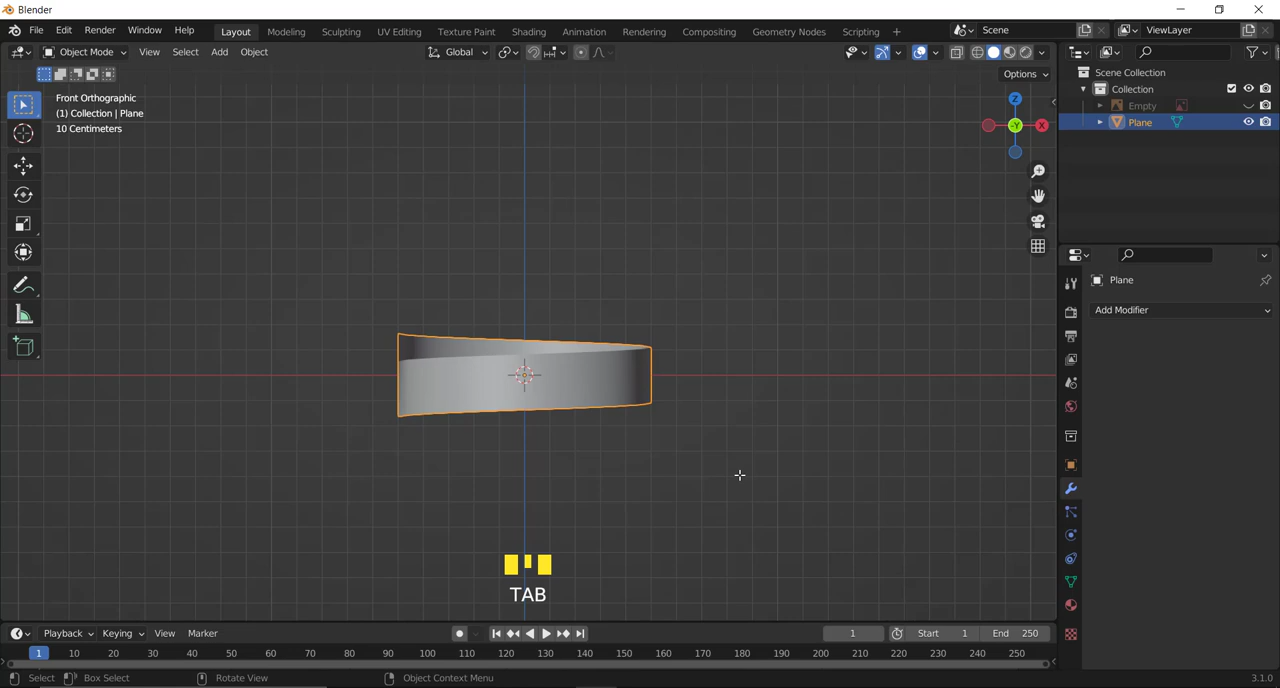 Blender
File Edit Render Window Help
Layout Modeling Sculpting UV Editing Texture Paint Shading Animation Rendering Compositing Geometry Nodes Scripting +
Scene
ViewLayer
Object Mode View Select Add Object
Global
Options
Front Orthographic
(1) Collection | Plane
10 Centimeters
Z
-Y
X
Scene Collection
Collection
Empty
Plane
Plane
Add Modifier
TAB
Playback Keying View Marker
1
Start 1
End 250
1 10 20 30 40 50 60 70 80 90 100 110 120 130 140 150 160 170 180 190 200 210 220 230 240 250
Select Box Select Rotate View Object Context Menu
3.1.0